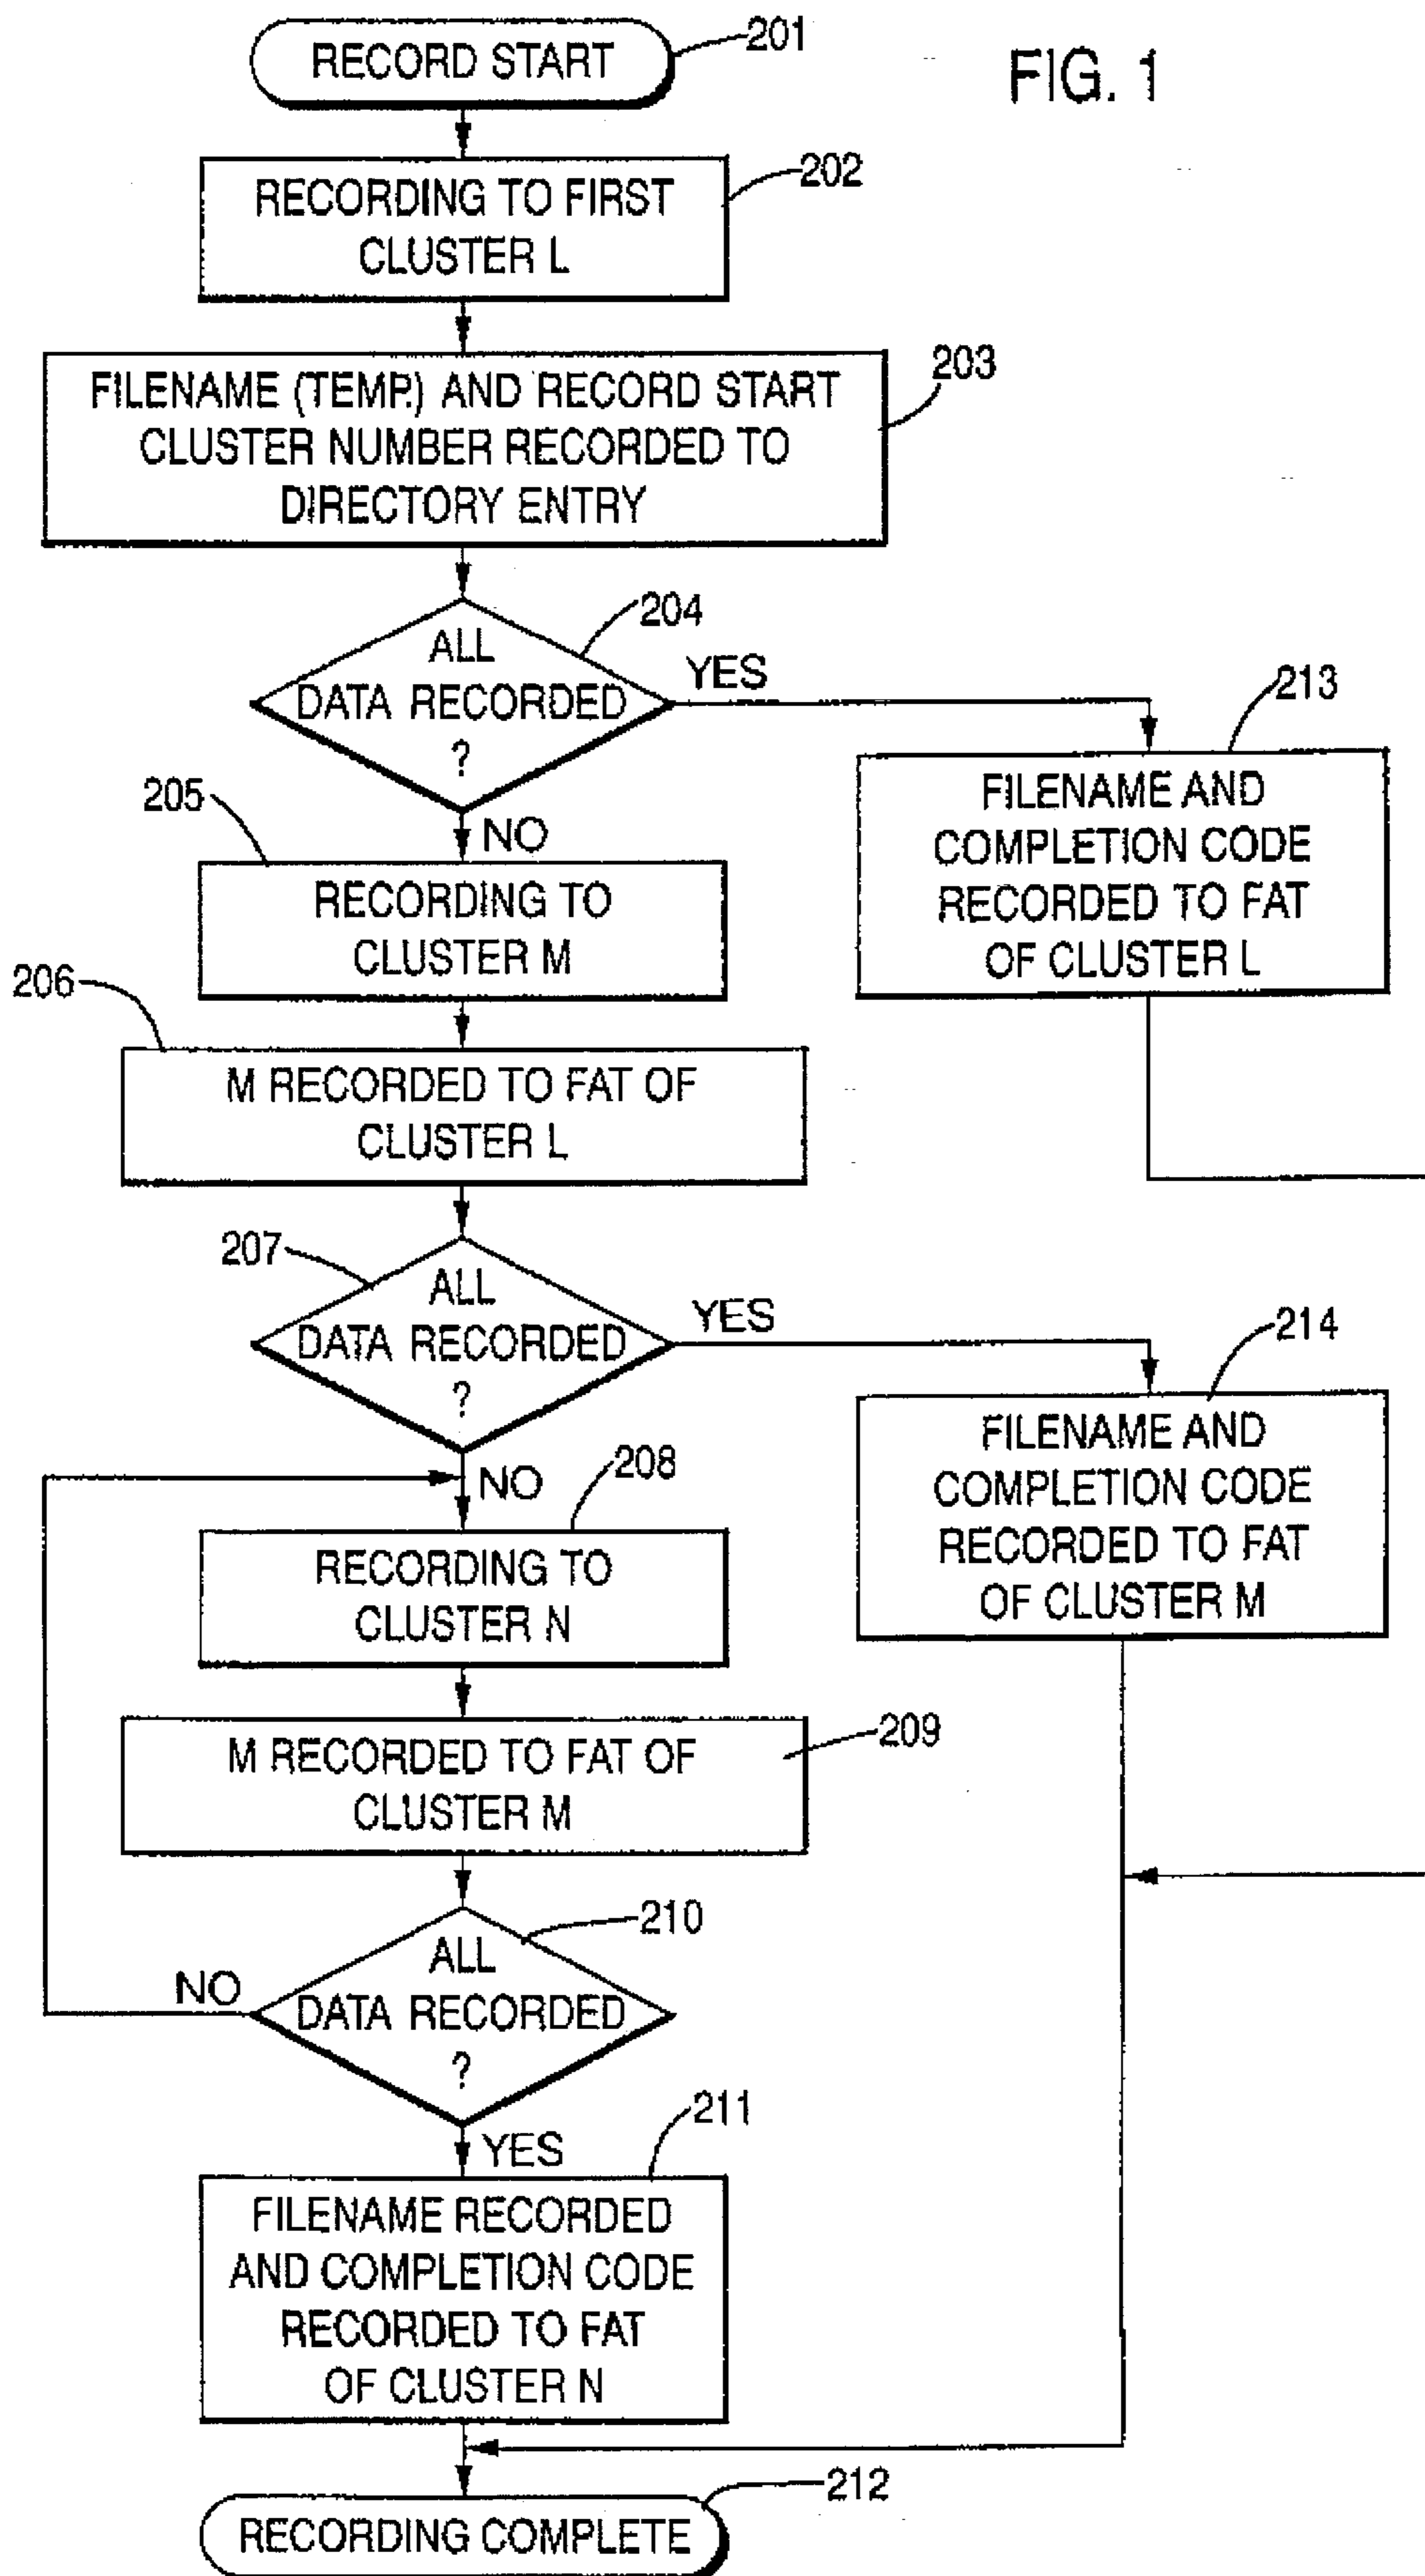 FIG. 1
RECORD START
201
RECORDING TO FIRST
CLUSTER L
202
FILENAME (TEMP.) AND RECORD START
CLUSTER NUMBER RECORDED TO
DIRECTORY ENTRY
203
ALL
DATA RECORDED
?
204
YES
NO
213
FILENAME AND
COMPLETION CODE
RECORDED TO FAT
OF CLUSTER L
205
RECORDING TO
CLUSTER M
206
M RECORDED TO FAT OF
CLUSTER L
207
ALL
DATA RECORDED
?
YES
NO
214
FILENAME AND
COMPLETION CODE
RECORDED TO FAT
OF CLUSTER M
208
RECORDING TO
CLUSTER N
M RECORDED TO FAT OF
CLUSTER M
209
210
ALL
DATA RECORDED
?
NO
YES
211
FILENAME RECORDED
AND COMPLETION CODE
RECORDED TO FAT
OF CLUSTER N
212
RECORDING COMPLETE